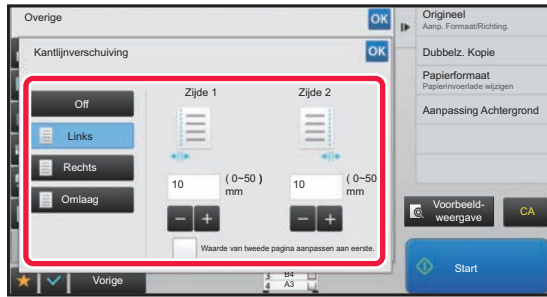 Overige
OK
Kantlijnverschuiving
OK
Off
Links
Rechts
Omlaag
Zijde 1
Zijde 2
10
( 0~50 )
mm
10
( 0~50
mm
Waarde van tweede pagina aanpassen aan eerste.
Vorige
3 B4
4 A3
Origineel
Aanp. Formaat/Richting.
Dubbelz. Kopie
Papierformaat
Papierinvoerlade wijzigen
Aanpassing Achtergrond
Voorbeeld-
weergave
CA
Start